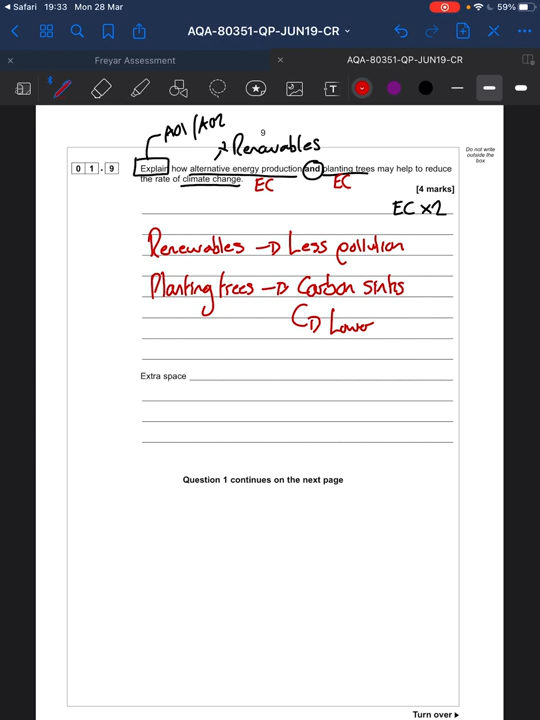 Safari 19:33 Mon 28 Mar 59%
AQA-80351-QP-JUN19-CR
Freyar Assessment
AQA-80351-QP-JUN19-CR
T
9
Do not write
outside the
box
A01/A02
Renewables
0 1 . 9 Explain how alternative energy production and planting trees may help to reduce
the rate of climate change.
EC EC
[4 marks]
EC x2
Renewables → Less pollution
Planting trees → Carbon sinks
Lower
Extra space
Question 1 continues on the next page
Turn over